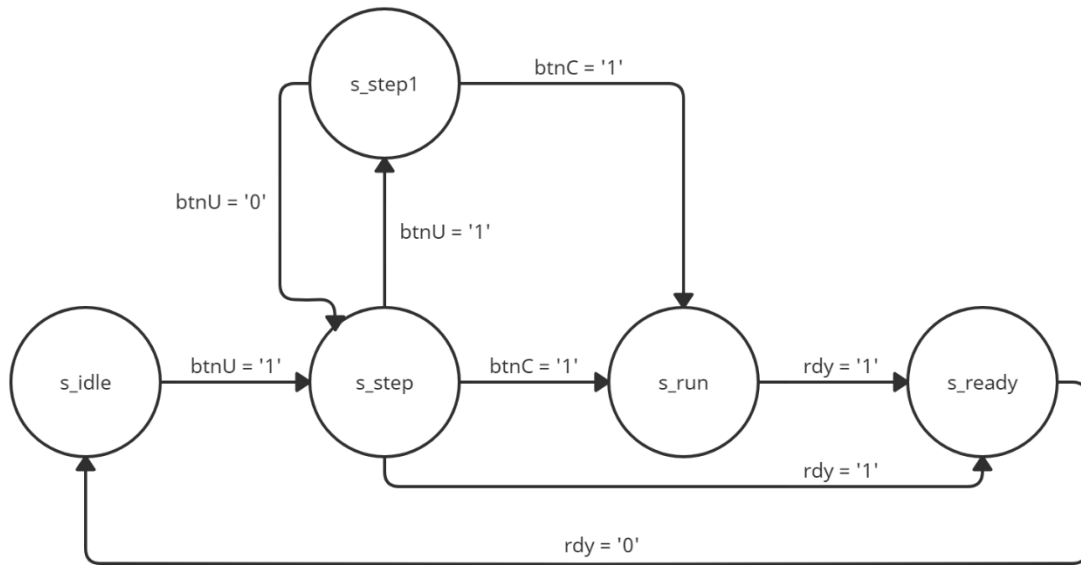 s_step1
btnC = '1'
btnU = '0'
btnU = '1'
s_idle
btnU = '1'
s_step
btnC = '1'
s_run
rdy = '1'
s_ready
rdy = '1'
rdy = '0'